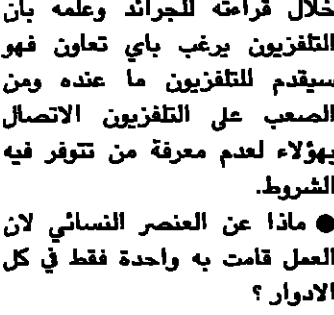 خلال قراءته للجرائد وعلمه بان
التلفزيون يرغب باي تعاون فهو
سيقدم للتلفزيون ما عنده ومن
الصعب على التلفزيون الاتصال
بهؤلاء لعدم معرفة من تتوفر فيه
الشروط.
● ماذا عن العنصر النسائي لان
العمل قامت به واحدة فقط في كل
الادوار ؟